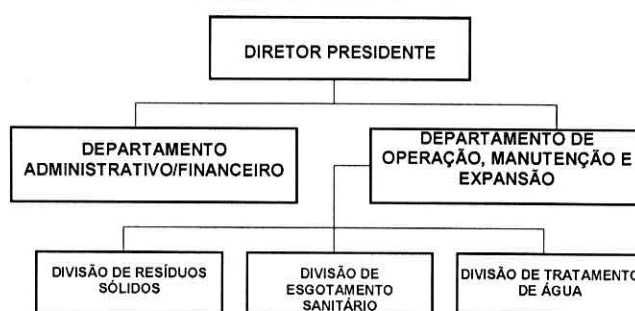 DIRETOR PRESIDENTE
DEPARTAMENTO
ADMINISTRATIVO/FINANCEIRO
DEPARTAMENTO DE
OPERAÇÃO, MANUTENÇÃO E
EXPANSÃO
DIVISÃO DE RESÍDUOS
SÓLIDOS
DIVISÃO DE
ESGOTAMENTO
SANITÁRIO
DIVISÃO DE TRATAMENTO
DE ÁGUA